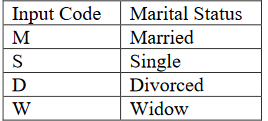 Input Code Marital Status
M Married
S Single
D Divorced
W Widow